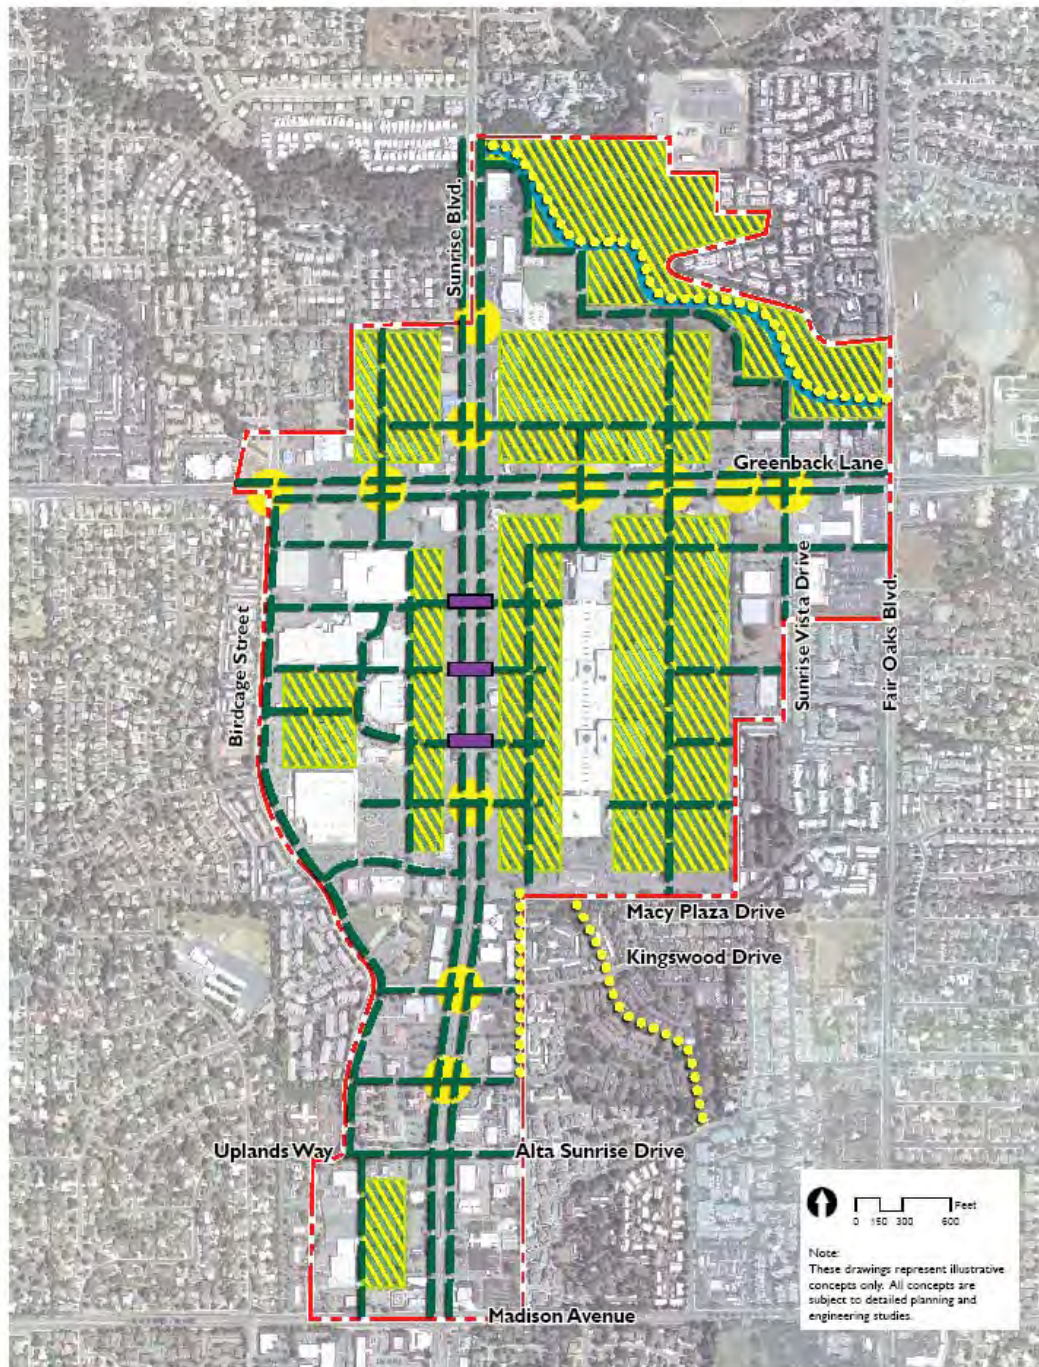 Sunrise Blvd.
Greenback Lane
Birdcage Street
Sunrise Vista Drive
Fair Oaks Blvd.
Macy Plaza Drive
Kingswood Drive
Uplands Way
Alta Sunrise Drive
Madison Avenue
Feet
0 150 300 600
Note:
These drawings represent illustrative
concepts only. All concepts are
subject to detailed planning and
engineering studies.